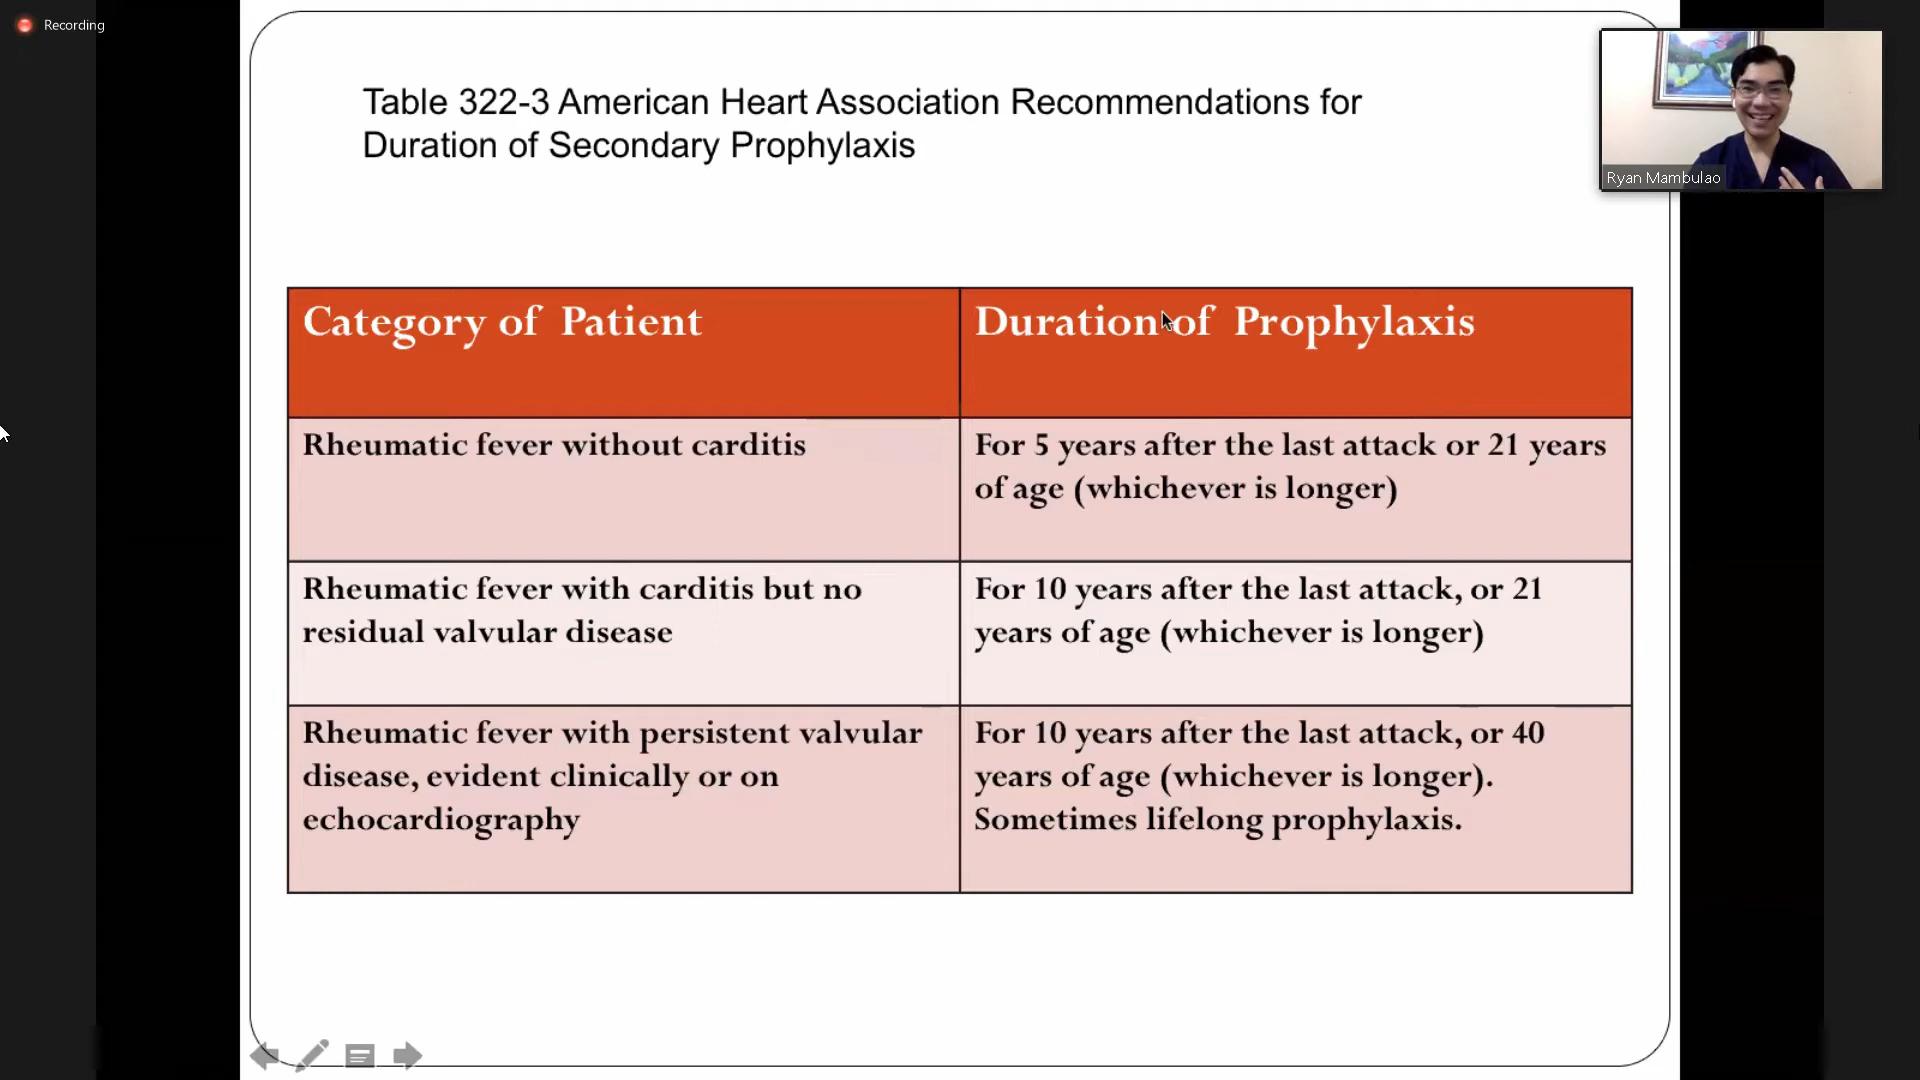 Recording
Table 322-3 American Heart Association Recommendations for
Duration of Secondary Prophylaxis
Ryan Mambulao
Category of Patient
Duration of Prophylaxis
Rheumatic fever without carditis
For 5 years after the last attack or 21 years
of age (whichever is longer)
Rheumatic fever with carditis but no
residual valvular disease
For 10 years after the last attack, or 21
years of age (whichever is longer)
Rheumatic fever with persistent valvular
disease, evident clinically or on
echocardiography
For 10 years after the last attack, or 40
years of age (whichever is longer).
Sometimes lifelong prophylaxis.